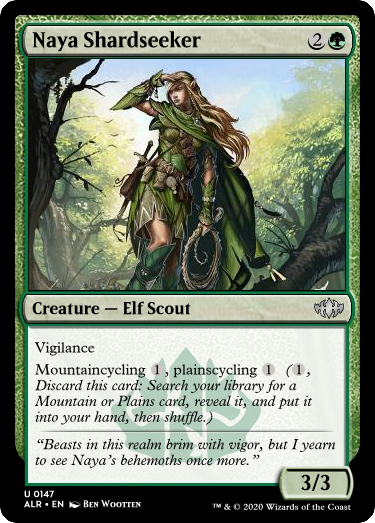 Naya Shardseeker 2
Creature — Elf Scout
Vigilance
Mountaincycling 1, plainscycling 1 (1,
Discard this card: Search your library for a
Mountain or Plains card, reveal it, and put it
into your hand, then shuffle.)
“Beasts in this realm brim with vigor, but I yearn
to see Naya’s behemoths once more.”
3/3
U 0147
ALR • EN Ben Wootten
™ & © 2020 Wizards of the Coast